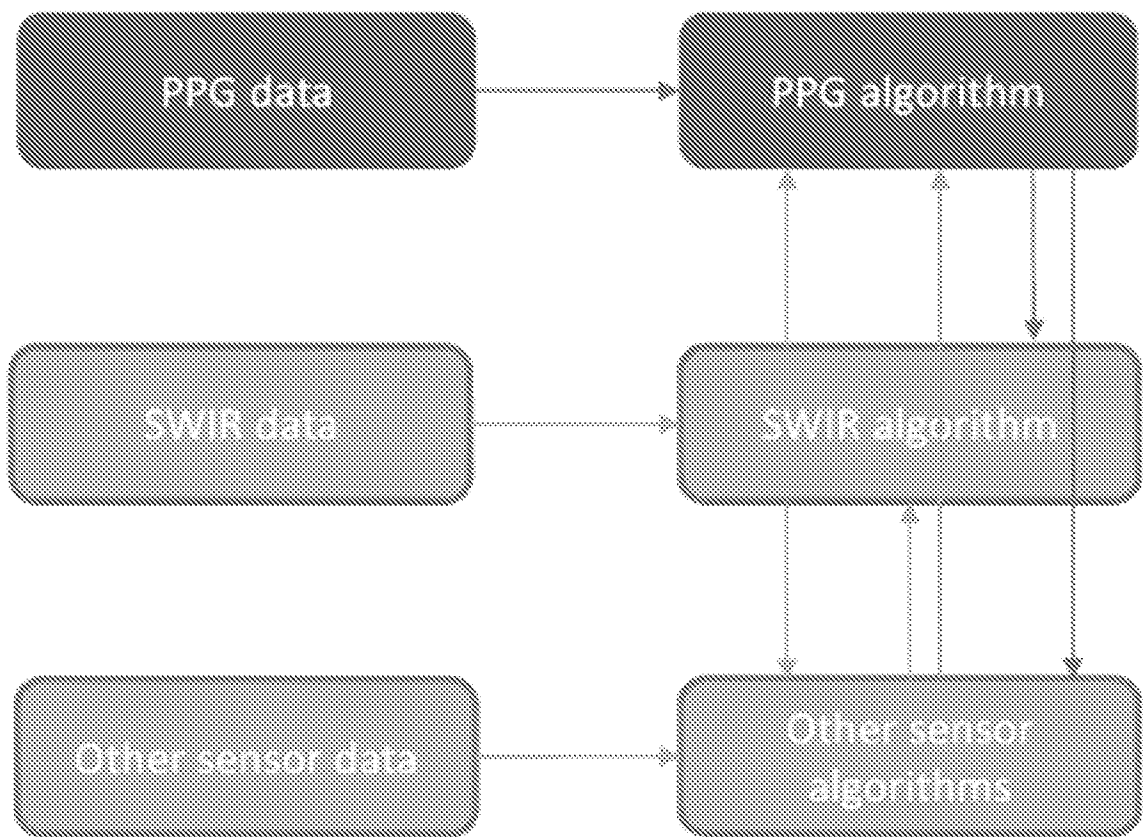 PPG data
PPG algorithm
SWIR data
SWIR algorithm
Other sensor data
Other sensor
algorithms